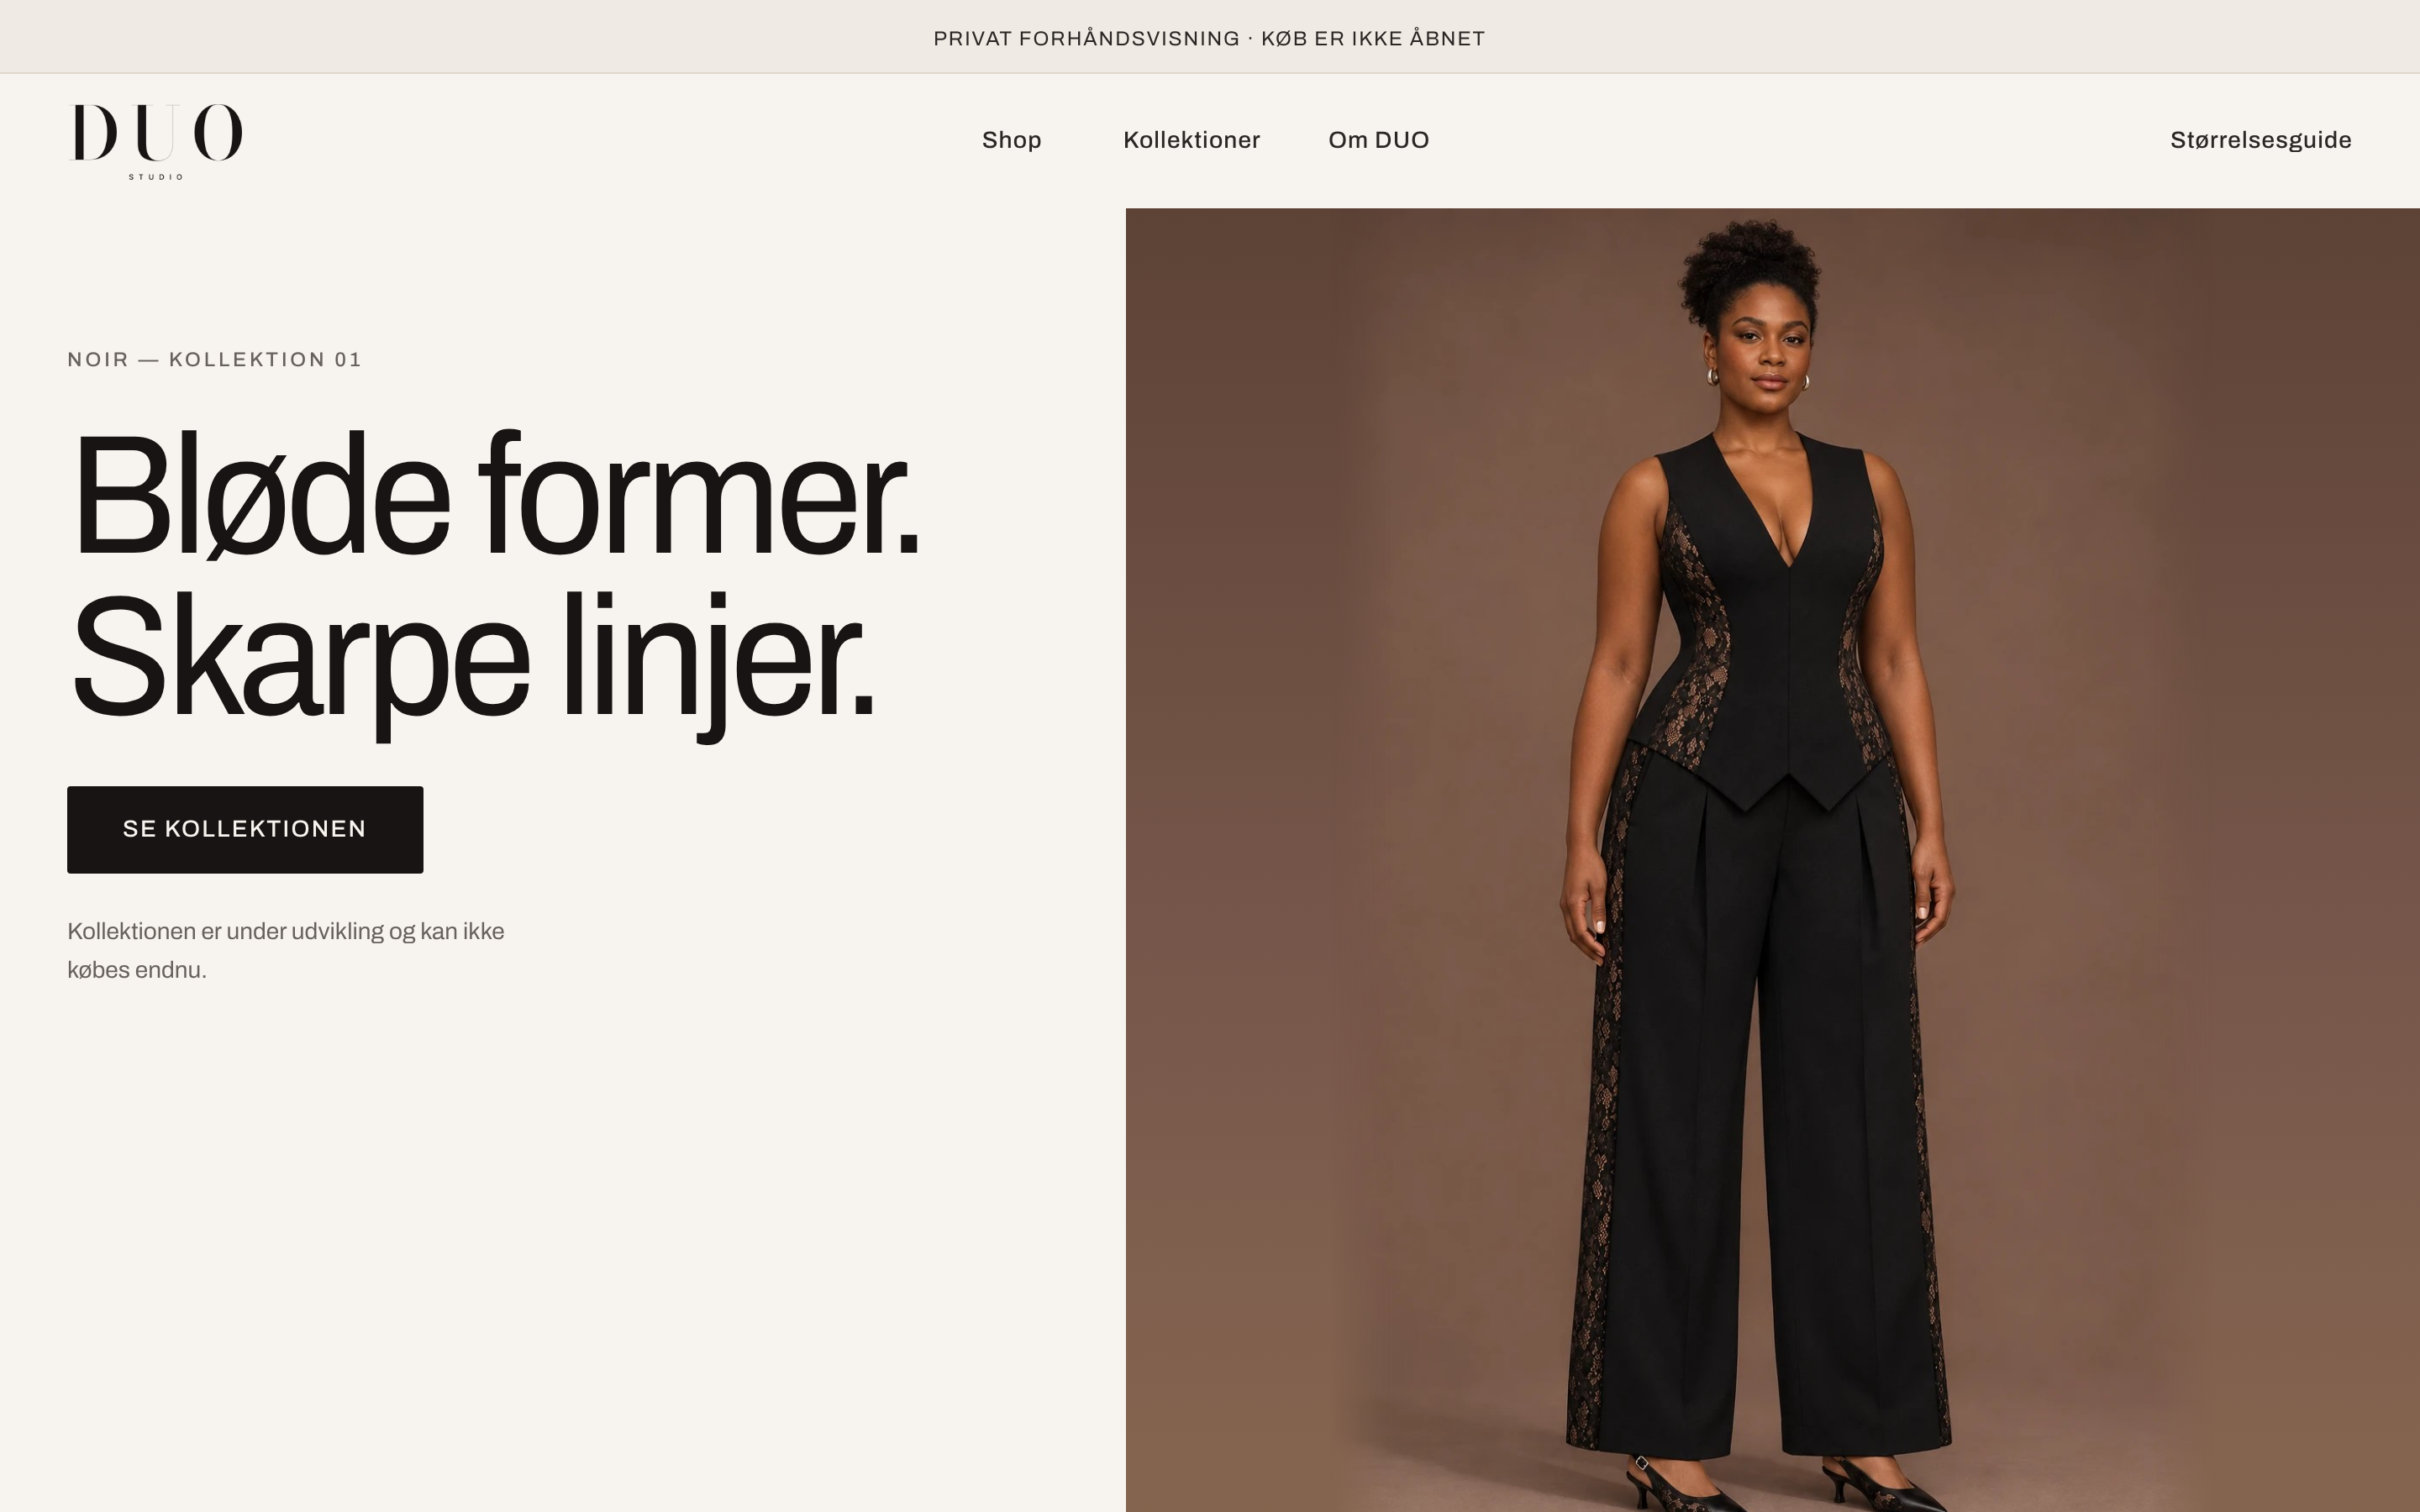 PRIVAT FORHÅNDSVISNING · KØB ER IKKE ÅBNET
DUO
STUDIO
Shop
Kollektioner
Om DUO
Størrelsesguide
NOIR — KOLLEKTION 01
Bløde former.
Skarpe linjer.
SE KOLLEKTIONEN
Kollektionen er under udvikling og kan ikke
købes endnu.